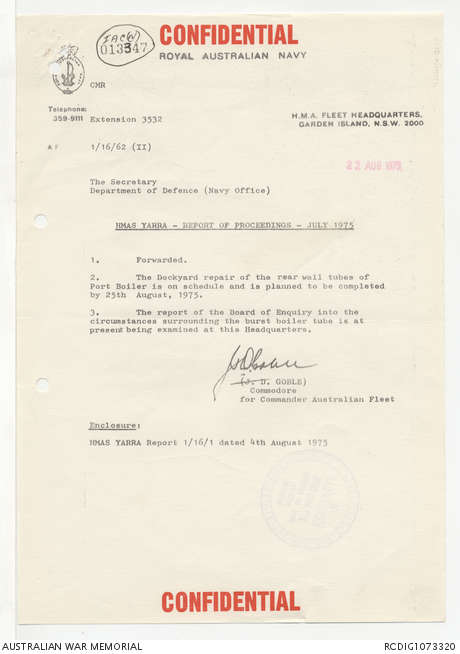 CONFIDENTIAL
ROYAL AUSTRALIAN NAVY
IAC(N)
013347
CMR
Telephone:
359-9111 Extension 3532
H.M.A. FLEET HEADQUARTERS,
GARDEN ISLAND, N.S.W. 2000
AF 1/16/62 (II)
22 AUG 1975
The Secretary
Department of Defence (Navy Office)
HMAS YARRA - REPORT OF PROCEEDINGS - JULY 1975
1. Forwarded.
2. The Dockyard repair of the rear wall tubes of
Port Boiler is on schedule and is planned to be completed
by 25th August, 1975.
3. The report of the Board of Enquiry into the
circumstances surrounding the burst boiler tube is at
present being examined at this Headquarters.
D. GOBLE)
Commodore
for Commander Australian Fleet
Enclosure:
HMAS YARRA Report 1/16/1 dated 4th August 1975
CONFIDENTIAL
AUSTRALIAN WAR MEMORIAL
RCDIG1073320